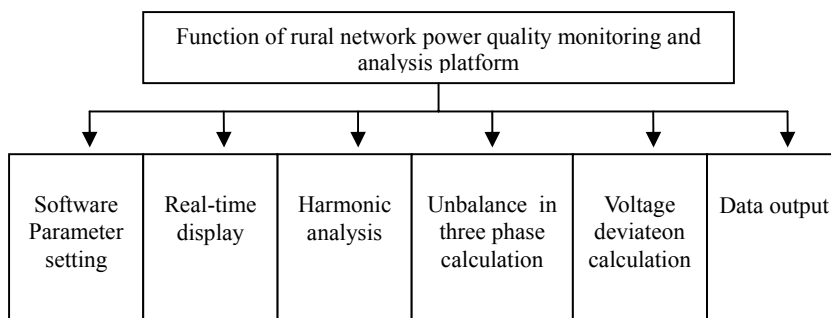 Function of rural network power quality monitoring and
analysis platform
Software
Parameter
setting
Real-time
display
Harmonic
analysis
Unbalance in
three phase
calculation
Voltage
deviateon
calculation
Data output